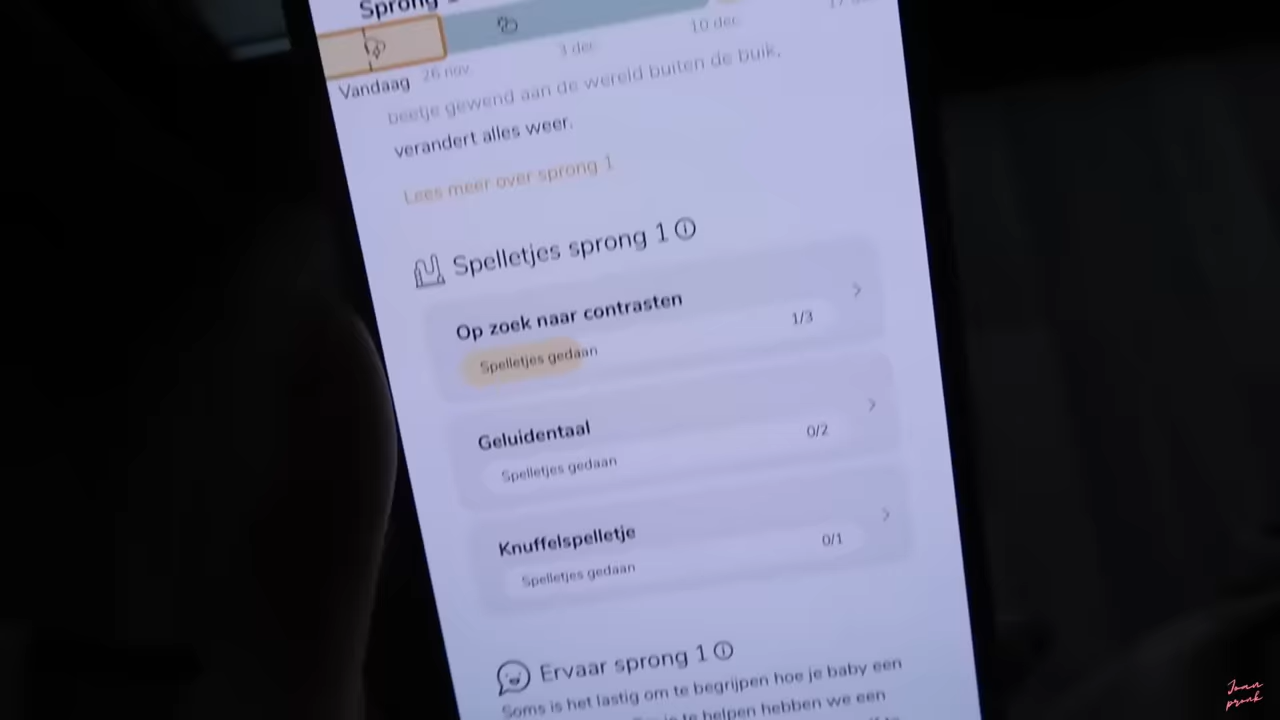 Sprong
10 dec
3 dec
26 nov
Vandaag
beetje gewend aan de wereld buiten de buik,
verandert alles weer.
Lees meer over sprong 1
Spelletjes sprong 1
Op zoek naar contrasten
1/3
Spelletjes gedaan
Geluidentaal
0/2
Spelletjes gedaan
Knuffelspelletje
0/1
Spelletjes gedaan
Ervaar sprong 1
Soms is het lastig om te begrijpen hoe je baby een
je te helpen hebben we een
Joan
pronk